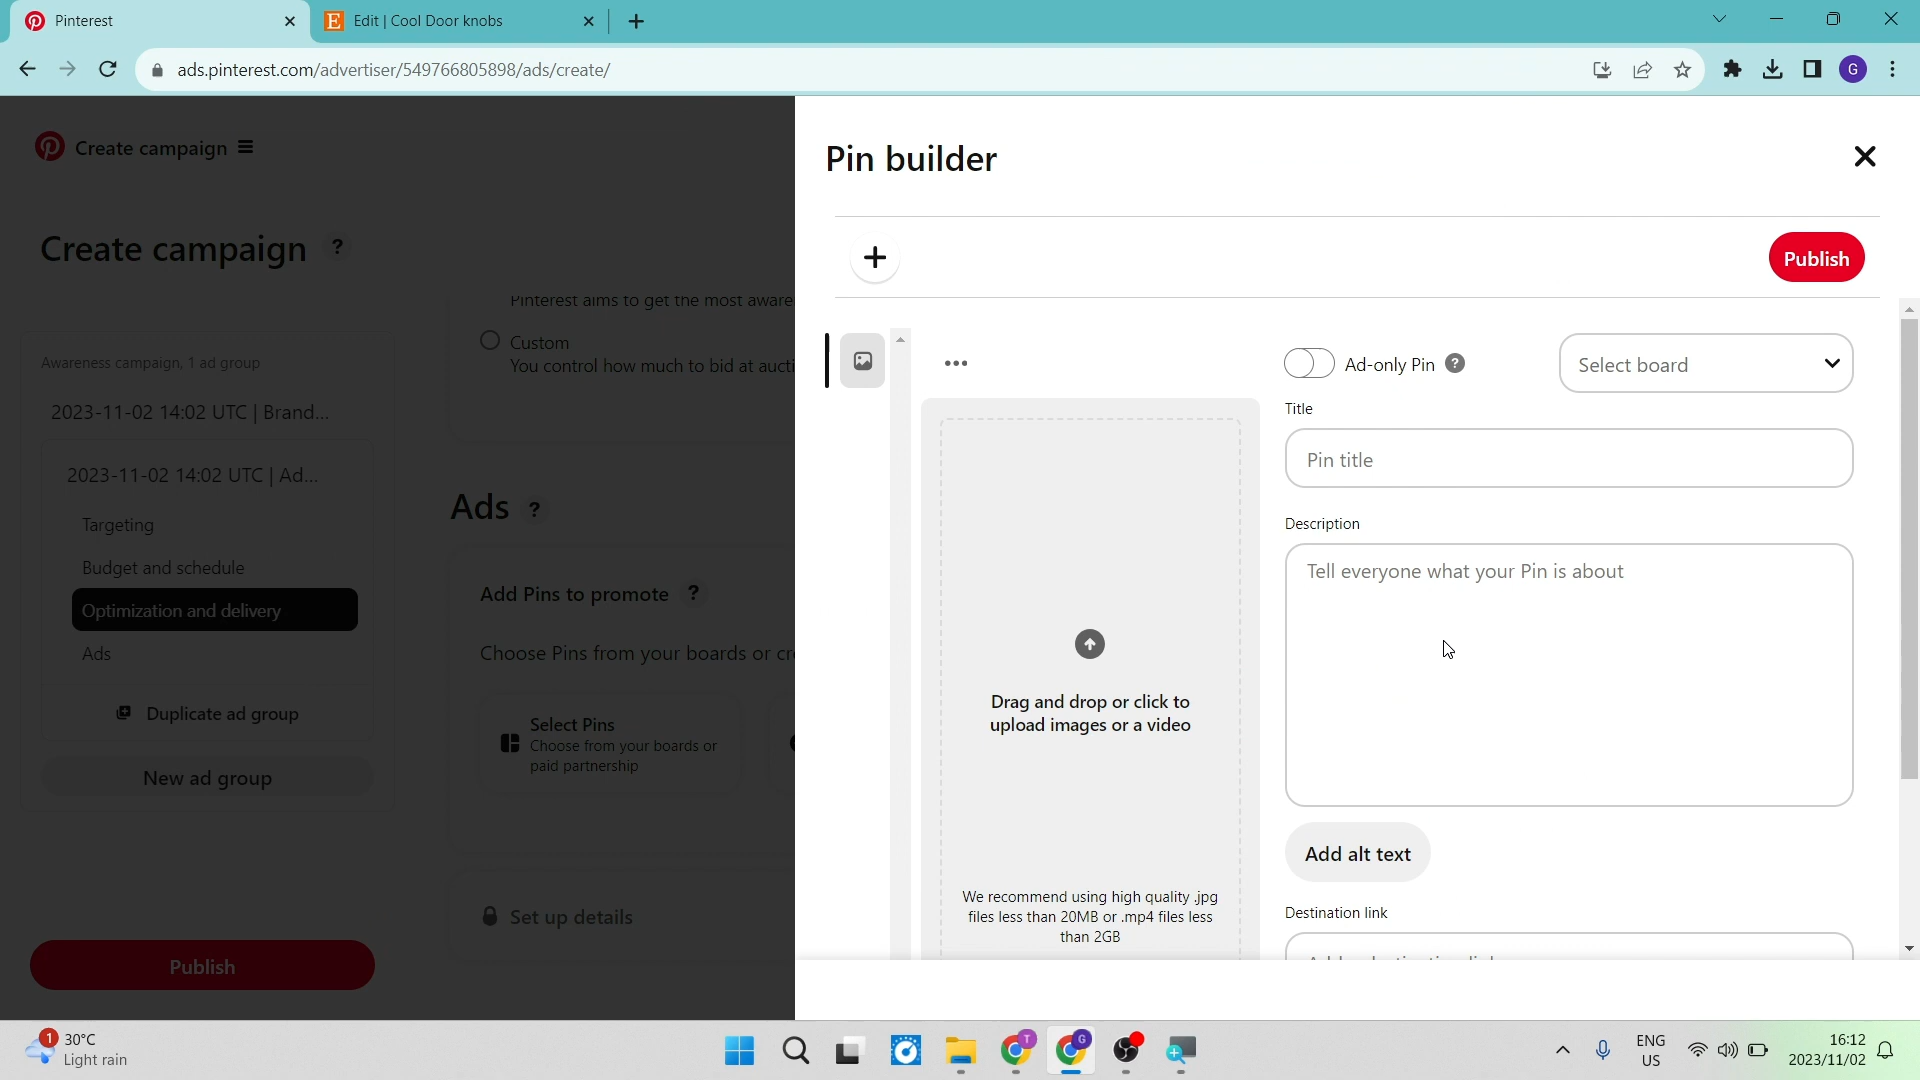 Pinterest
Edit | Cool Door knobs
ads.pinterest.com/advertiser/549766805898/ads/create/
G
Create campaign
Create campaign ?
Awareness campaign, 1 ad group
2023-11-02 14:02 UTC | Brand...
2023-11-02 14:02 UTC | Ad...
Targeting
Budget and schedule
Optimization and delivery
Ads
Duplicate ad group
New ad group
Publish
Pinterest aims to get the most aware
Custom
You control how much to bid at aucti
Ads ?
Add Pins to promote ?
Choose Pins from your boards or cr
Select Pins
Choose from your boards or
paid partnership
Set up details
Pin builder
Publish
Ad-only Pin ?
Select board
Title
Pin title
Description
Tell everyone what your Pin is about
Add alt text
Destination link
Drag and drop or click to
upload images or a video
We recommend using high quality .jpg
files less than 20MB or .mp4 files less
than 2GB
1
30°C
Light rain
T
G
ENG
US
16:12
2023/11/02